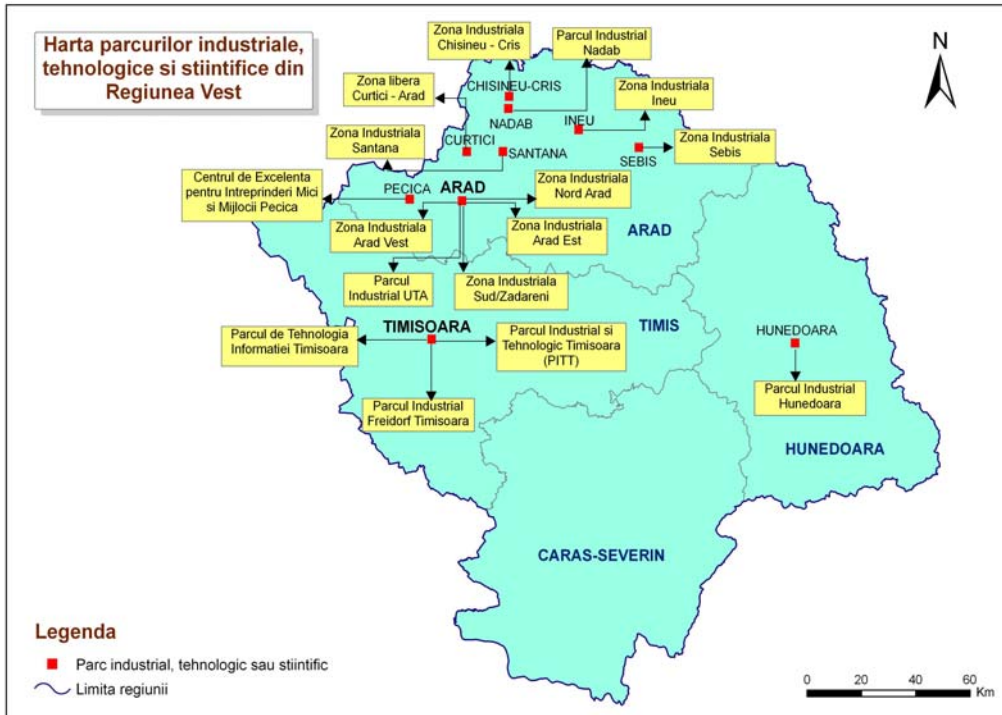 Harta parcurilor industriale,
tehnologice si stiintifice din
Regiunea Vest
Zona Industriala
Chisineu - Cris
Parcul Industrial
Nadab
N
Zona libera
Curtici - Arad
CHISINEU-CRIS
Zona Industriala
Ineu
NADAB
INEU
Zona Industriala
Santana
CURTICI
SANTANA
SEBIS
Zona Industriala
Sebis
Centrul de Excelenta
pentru Intreprinderi Mici
si Mijlocii Pecica
PECICA
ARAD
Zona Industriala
Nord Arad
Zona Industriala
Arad Vest
Zona Industriala
Arad Est
ARAD
Parcul
Industrial UTA
Zona Industriala
Sud/Zadareni
TIMISOARA
TIMIS
HUNEDOARA
Parcul de Tehnologia
Informatiei Timisoara
Parcul Industrial si
Tehnologic Timisoara
(PITT)
Parcul Industrial
Freidorf Timisoara
Parcul Industrial
Hunedoara
HUNEDOARA
CARAS-SEVERIN
Legenda
Parc industrial, tehnologic sau stiintific
Limita regiunii
0 20 40 60
Km